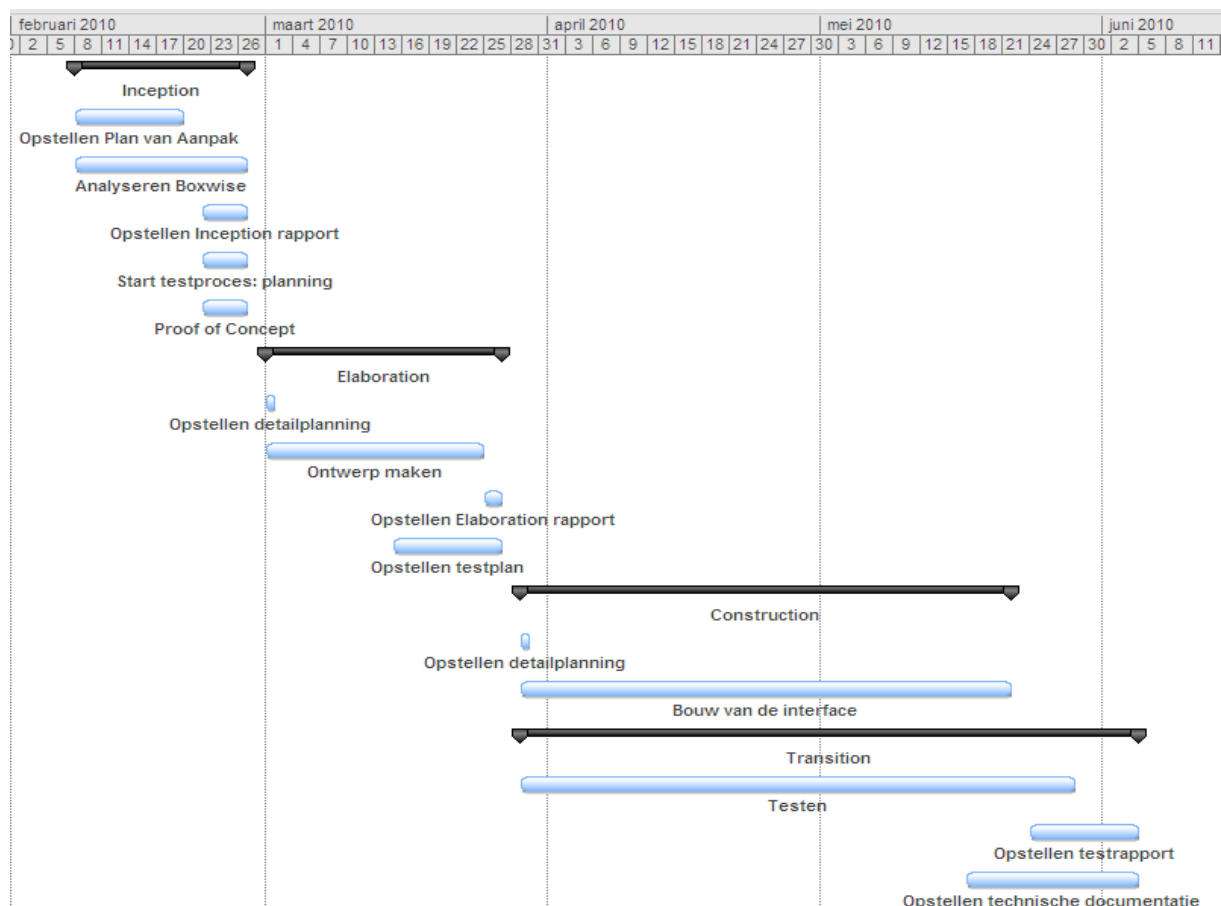 februari 2010 maart 2010 april 2010 mei 2010 juni 2010
2 5 8 11 14 17 20 23 26 1 4 7 10 13 16 19 22 25 28 31 3 6 9 12 15 18 21 24 27 30 3 6 9 12 15 18 21 24 27 30 2 5 8 11
Inception
Opstellen Plan van Aanpak
Analyseren Boxwise
Opstellen Inception rapport
Start testproces: planning
Proof of Concept
Elaboration
Opstellen detailplanning
Ontwerp maken
Opstellen Elaboration rapport
Opstellen testplan
Construction
Opstellen detailplanning
Bouw van de interface
Transition
Testen
Opstellen testrapport
Opstellen technische documentatie